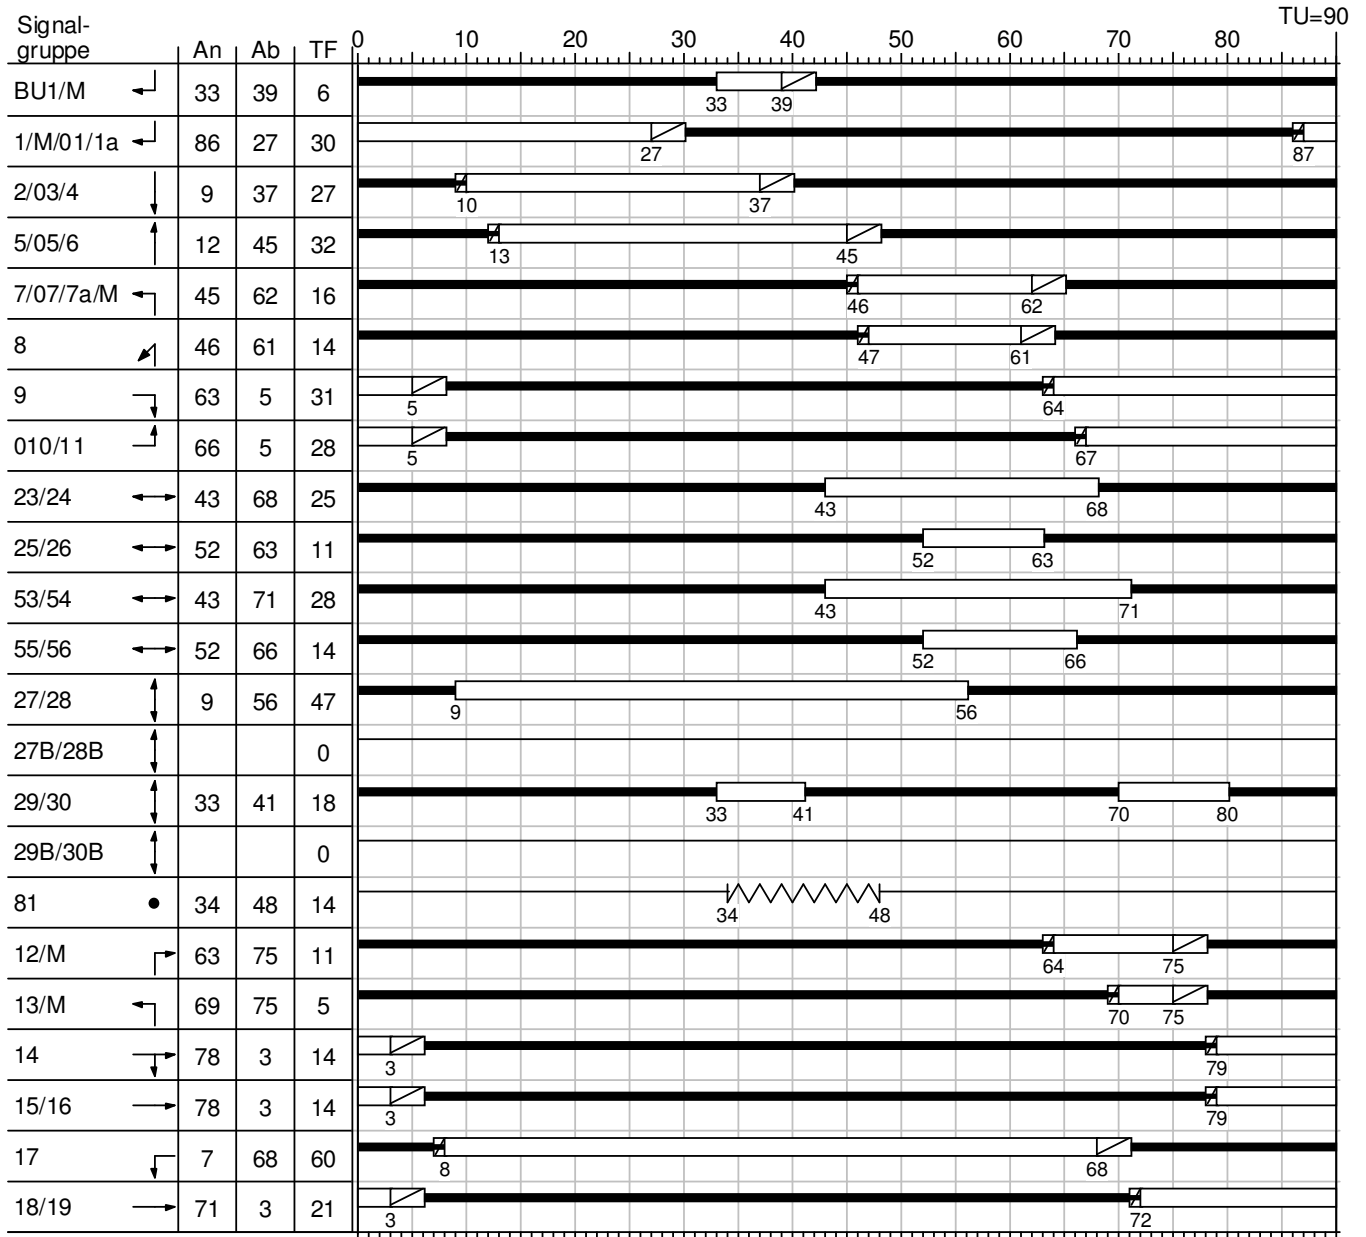 TU=90
Signal-
gruppe An Ab TF 0 10 20 30 40 50 60 70 80
BU1/M 33 39 6
33 39
1/M/01/1a 86 27 30
27 87
2/03/4 9 37 27
10 37
5/05/6 12 45 32
13 45
7/07/7a/M 45 62 16
46 62
8 46 61 14
47 61
9 63 5 31
5 64
010/11 66 5 28
5 67
23/24 43 68 25
43 68
25/26 52 63 11
52 63
53/54 43 71 28
43 71
55/56 52 66 14
52 66
27/28 9 56 47
9 56
27B/28B 0
29/30 33 41 18
33 41 70 80
29B/30B 0
81 34 48 14
34 48
12/M 63 75 11
64 75
13/M 69 75 5
70 75
14 78 3 14
3 79
15/16 78 3 14
3 79
17 7 68 60
8 68
18/19 71 3 21
3 72